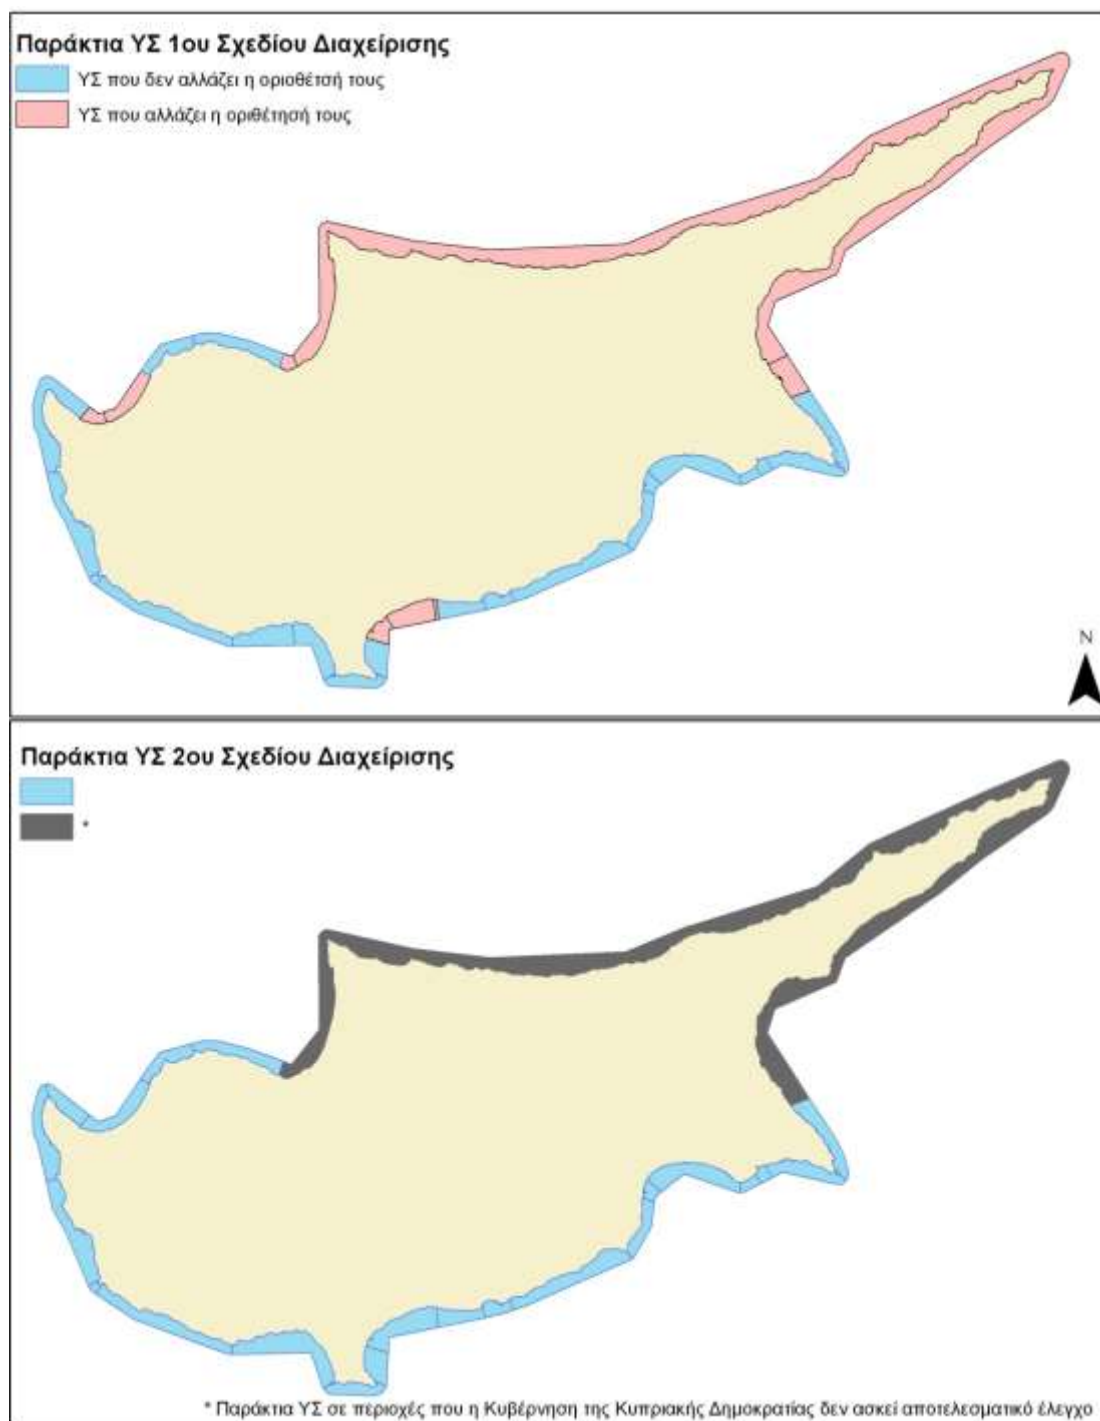 Παράκτια ΥΣ 1ου Σχεδίου Διαχείρισης
ΥΣ που δεν αλλάζει η οριοθέτσή τους
ΥΣ που αλλάζει η οριθέτησή τους
N
Παράκτια ΥΣ 2ου Σχεδίου Διαχείρισης
*
* Παράκτια ΥΣ σε περιοχές που η Κυβέρνηση της Κυπριακής Δημοκρατίας δεν ασκεί αποτελεσματικό έλεγχο